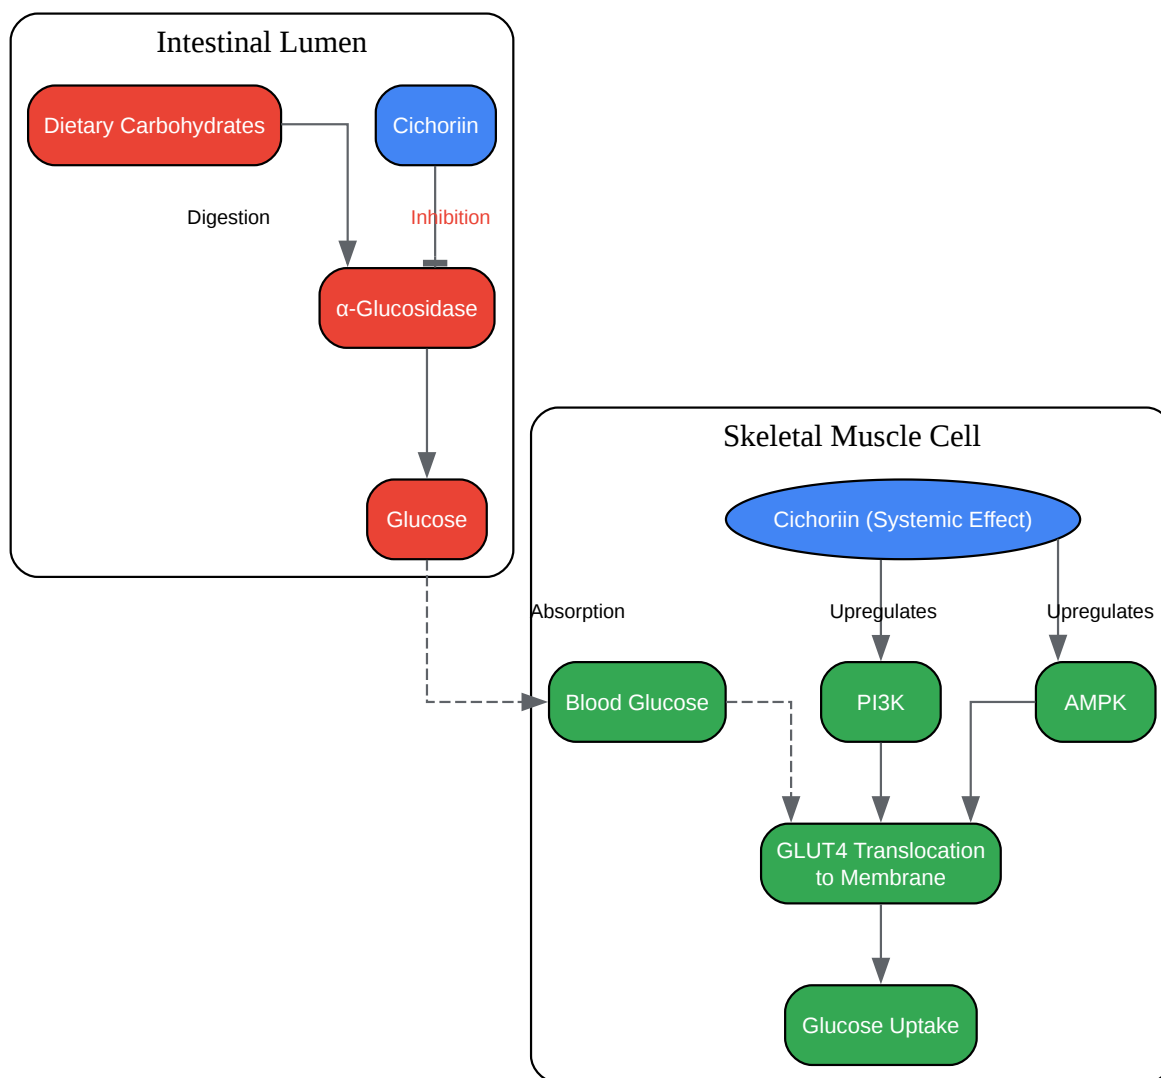 Intestinal Lumen
Dietary Carbohydrates
Cichoriin
Digestion
Inhibition
α-Glucosidase
Glucose
Skeletal Muscle Cell
Cichoriin (Systemic Effect)
Absorption
Upregulates
Upregulates
Blood Glucose
PI3K
AMPK
GLUT4 Translocation
to Membrane
Glucose Uptake